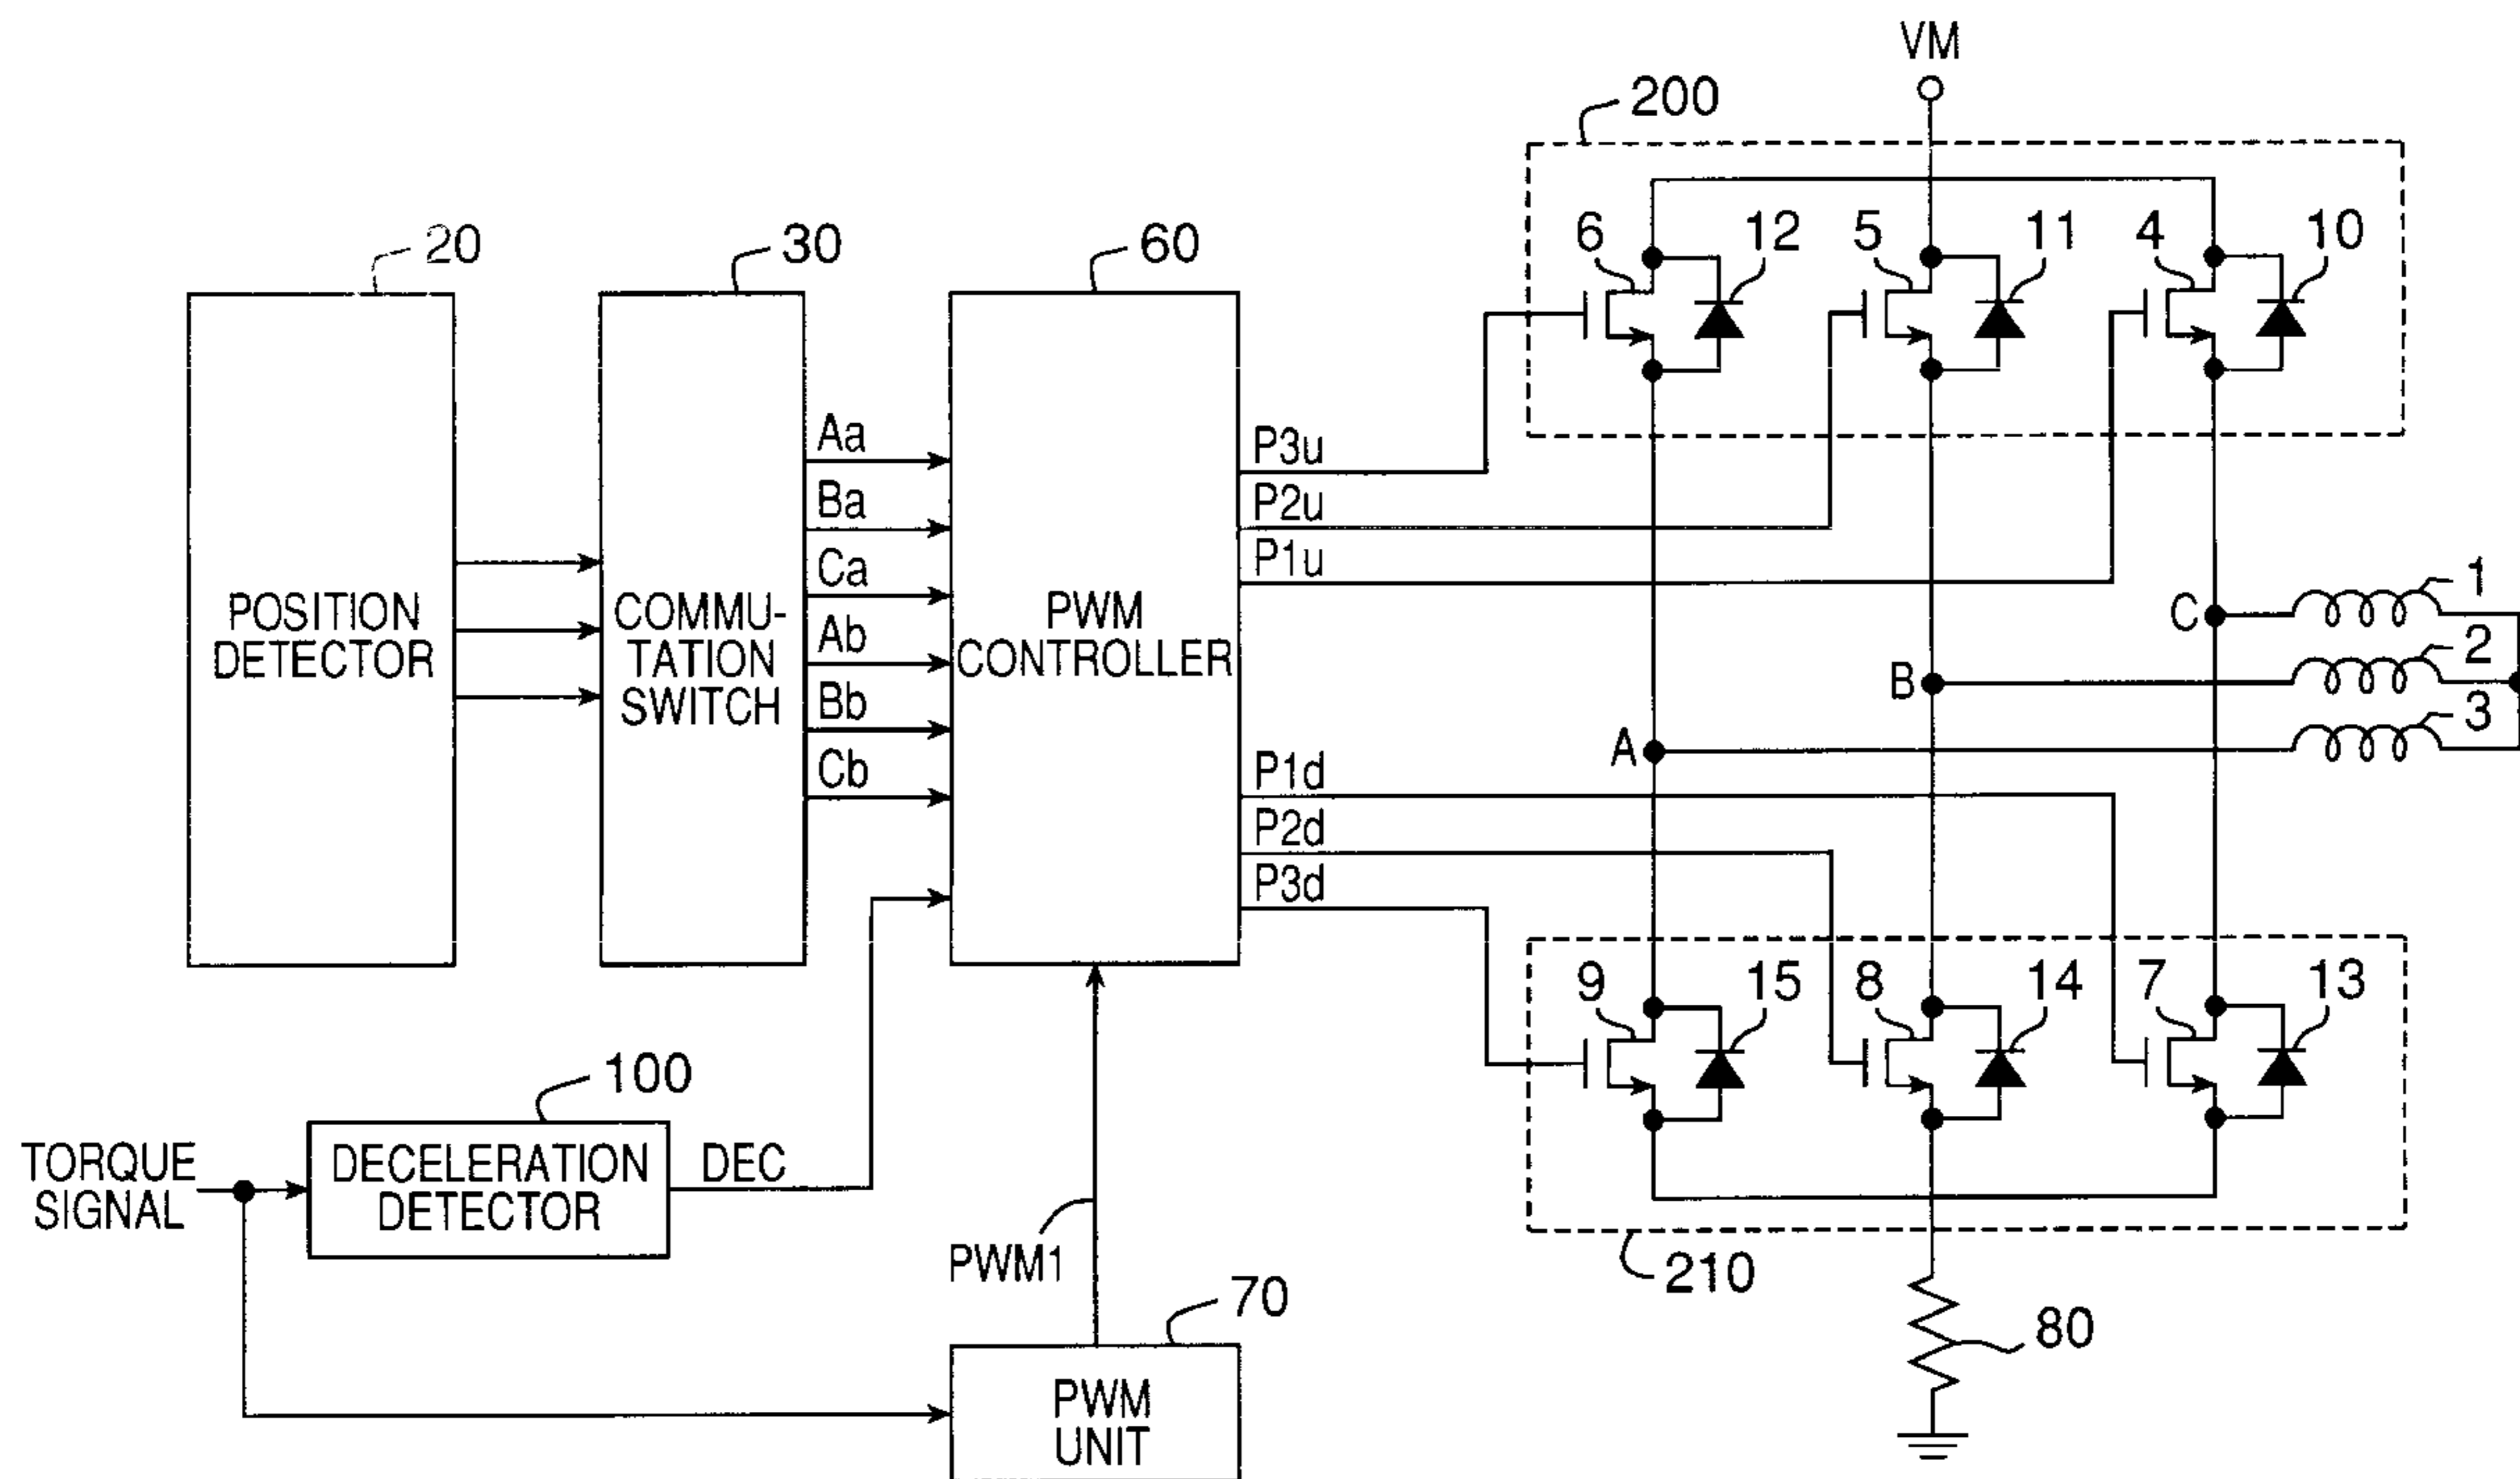 VM
200
6
12
5
11
4
10
20
30
60
POSITION
DETECTOR
COMMU-
TATION
SWITCH
Aa
Ba
Ca
Ab
Bb
Cb
PWM
CONTROLLER
P3u
P2u
P1u
P1d
P2d
P3d
C
B
A
1
2
3
9
15
8
14
7
13
210
80
TORQUE
SIGNAL
100
DECELERATION
DETECTOR
DEC
PWM1
70
PWM
UNIT